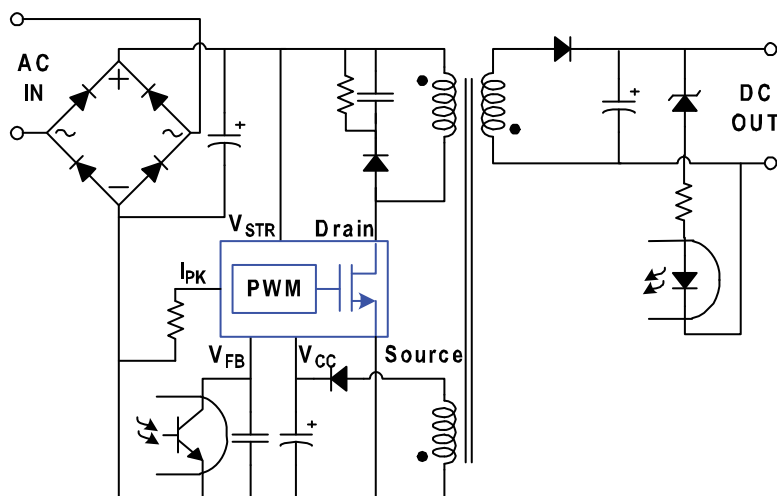 AC
IN
+
~
~
−
+
+
DC
OUT
VSTR
Drain
IPK
PWM
VFB
VCC
Source
+